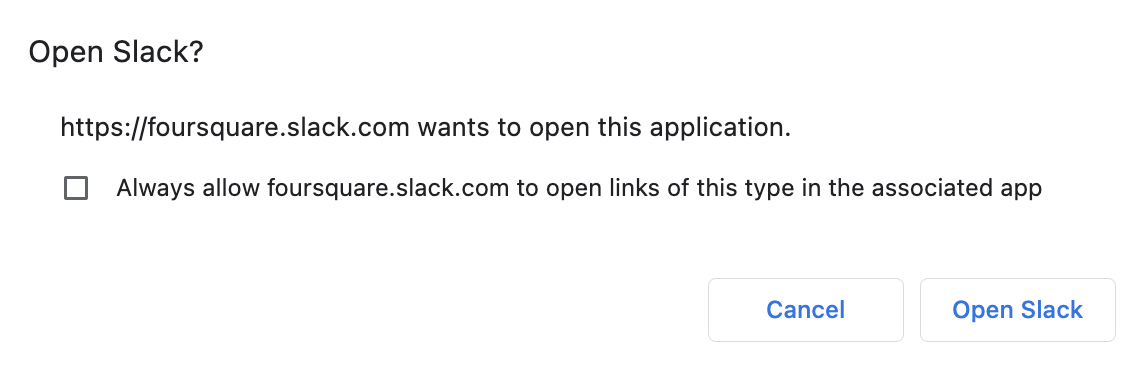 Open Slack?
https://foursquare.slack.com wants to open this application.
Always allow foursquare.slack.com to open links of this type in the associated app
Cancel
Open Slack